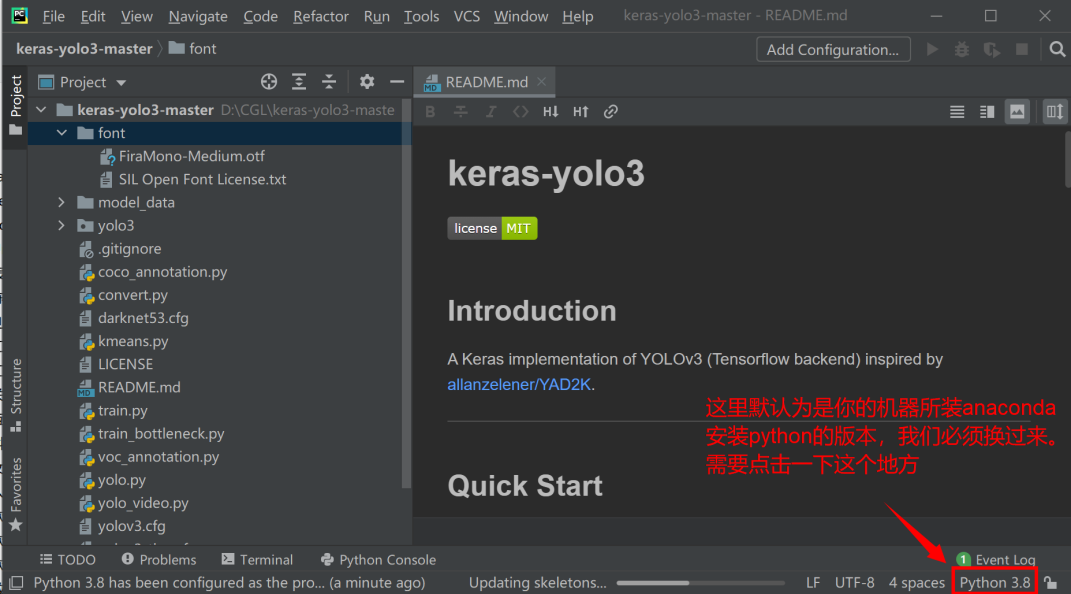 PC File Edit View Navigate Code Refactor Run Tools VCS Window Help keras-yolo3-master - README.md
keras-yolo3-master font Add Configuration...
Project
Project README.md
keras-yolo3-master D:\CGL\keras-yolo3-maste
font
FiraMono-Medium.otf
SIL Open Font License.txt
model_data
yolo3
.gitignore
coco_annotation.py
convert.py
darknet53.cfg
kmeans.py
LICENSE
README.md
train.py
train_bottleneck.py
voc_annotation.py
yolo.py
yolo_video.py
yolov3.cfg
Structure
Favorites
B I H↓ H↑
keras-yolo3
license MIT
Introduction
A Keras implementation of YOLOv3 (Tensorflow backend) inspired by
allanzelener/YAD2K.
这里默认为是你的机器所装anaconda
安装python的版本，我们必须换过来。
需要点击一下这个地方
Quick Start
TODO Problems Terminal Python Console 1 Event Log
Python 3.8 has been configured as the pro... (a minute ago) Updating skeletons... LF UTF-8 4 spaces Python 3.8